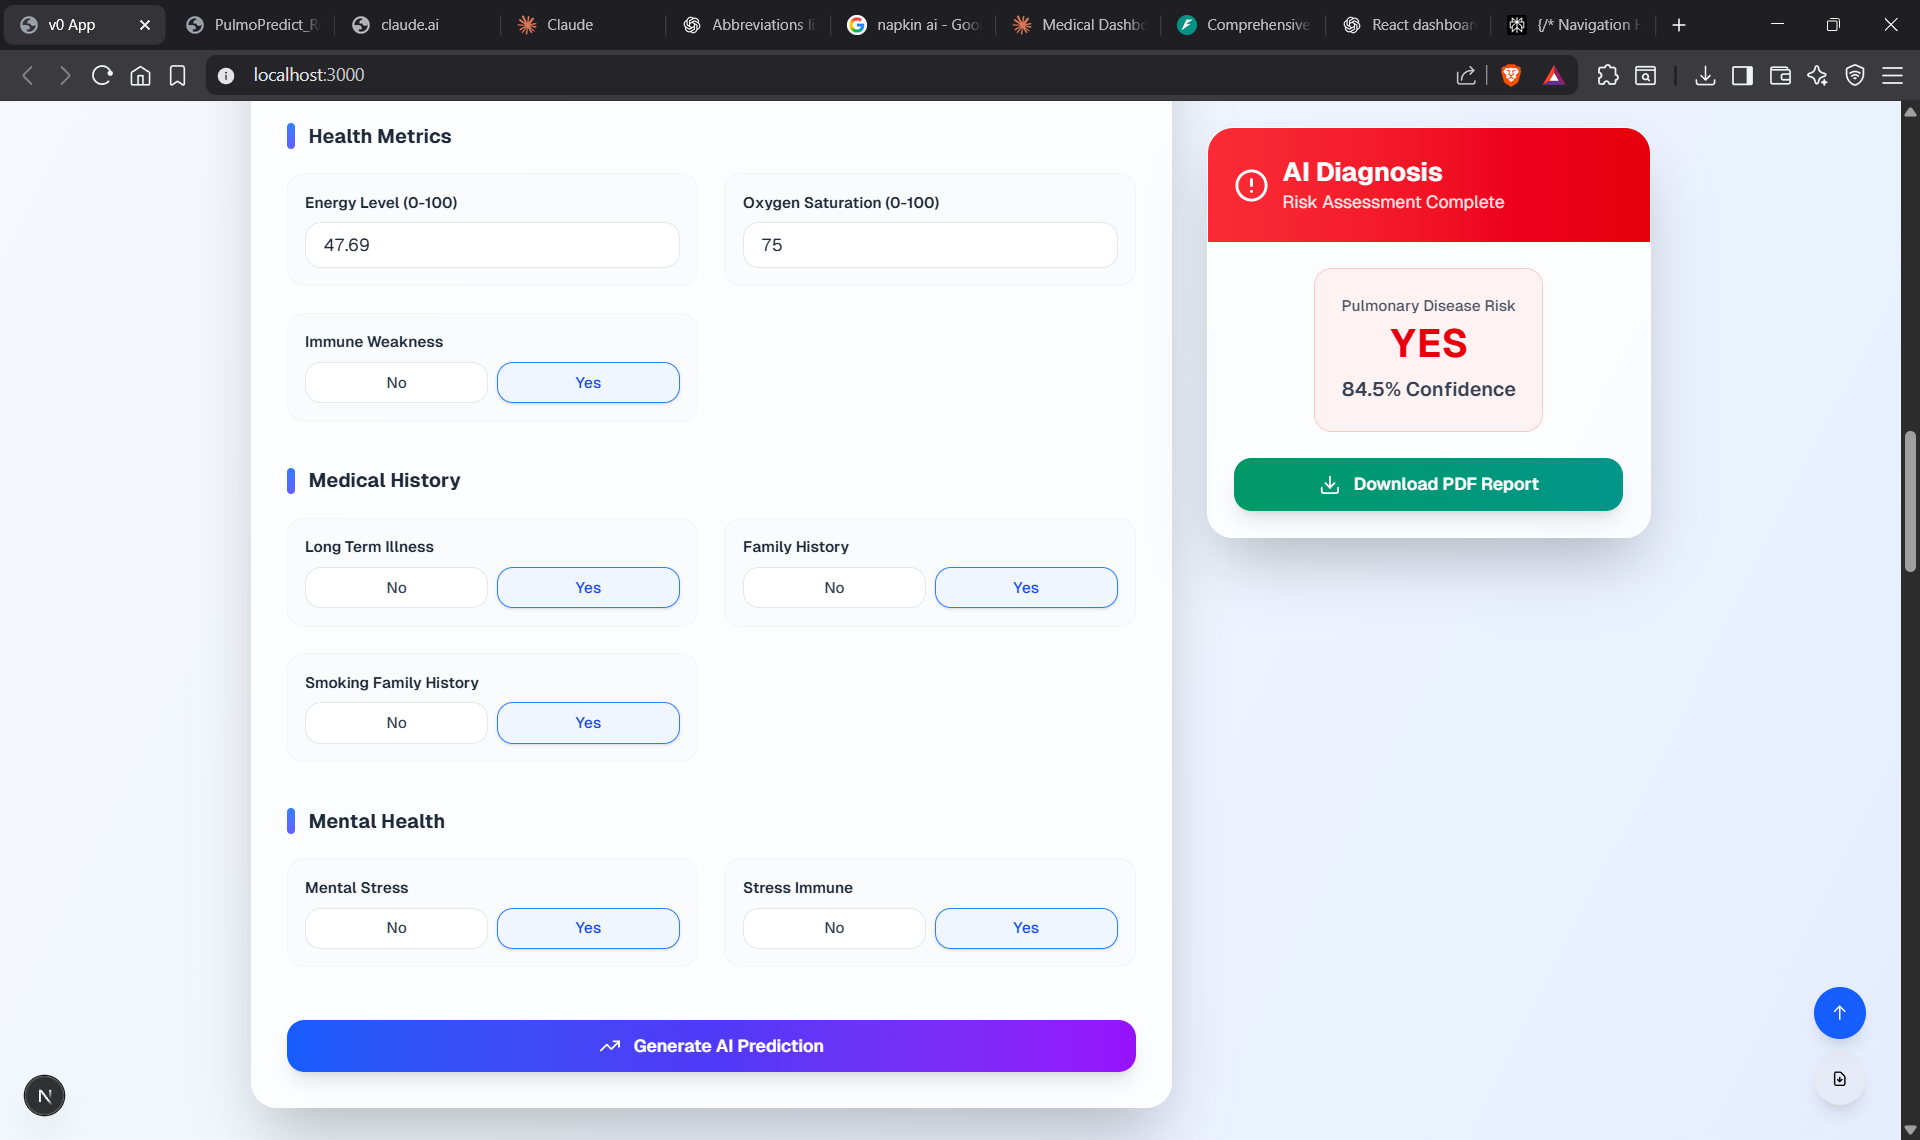 v0 App
PulmoPredict_R
claude.ai
Claude
Abbreviations li
napkin ai - Goo
Medical Dashbo
Comprehensive
React dashboar
{/* Navigation H
localhost:3000
Health Metrics
Energy Level (0-100)
Oxygen Saturation (0-100)
47.69
75
Immune Weakness
No
Yes
Medical History
Long Term Illness
Family History
No
Yes
No
Yes
Smoking Family History
No
Yes
Mental Health
Mental Stress
Stress Immune
No
Yes
No
Yes
Generate AI Prediction
AI Diagnosis
Risk Assessment Complete
Pulmonary Disease Risk
YES
84.5% Confidence
Download PDF Report
N